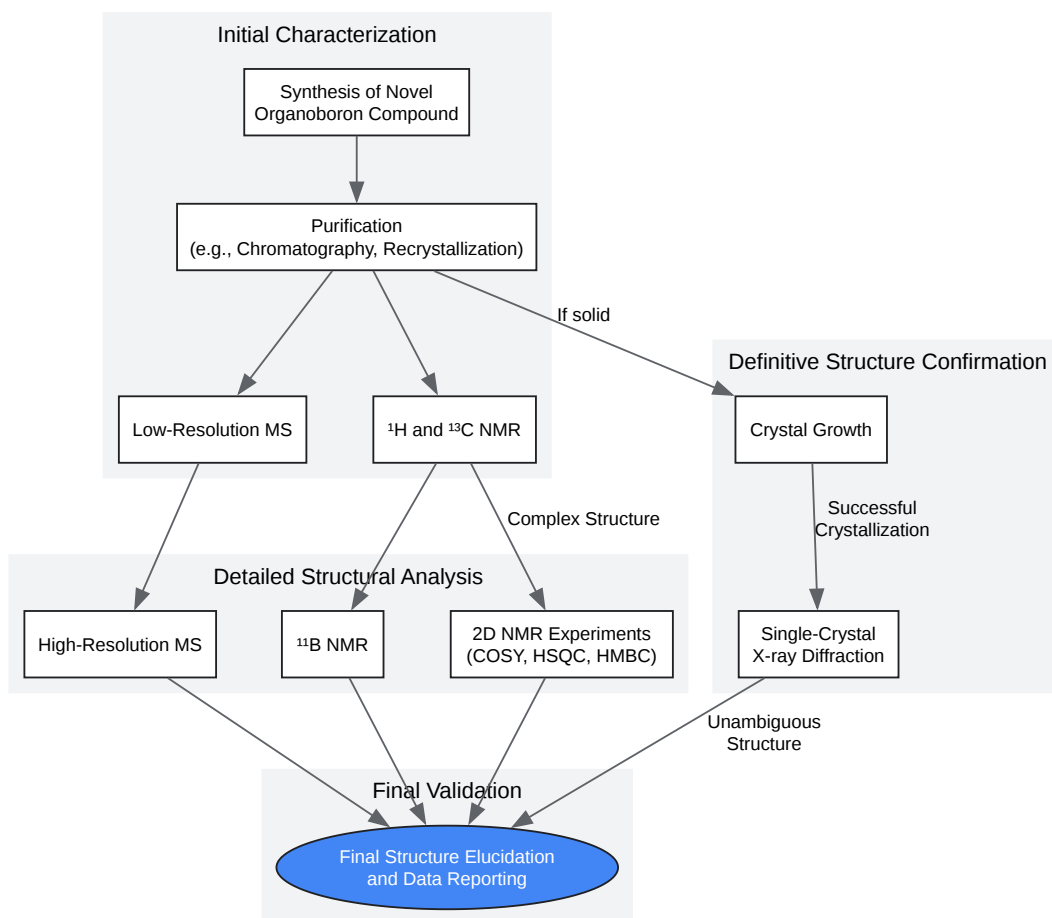 Initial Characterization
Synthesis of Novel
Organoboron Compound
Purification
(e.g., Chromatography, Recrystallization)
If solid
Definitive Structure Confirmation
Low-Resolution MS
¹H and ¹³C NMR
Crystal Growth
Complex Structure
Successful
Crystallization
Detailed Structural Analysis
High-Resolution MS
¹¹B NMR
2D NMR Experiments
(COSY, HSQC, HMBC)
Single-Crystal
X-ray Diffraction
Unambiguous
Structure
Final Validation
Final Structure Elucidation
and Data Reporting